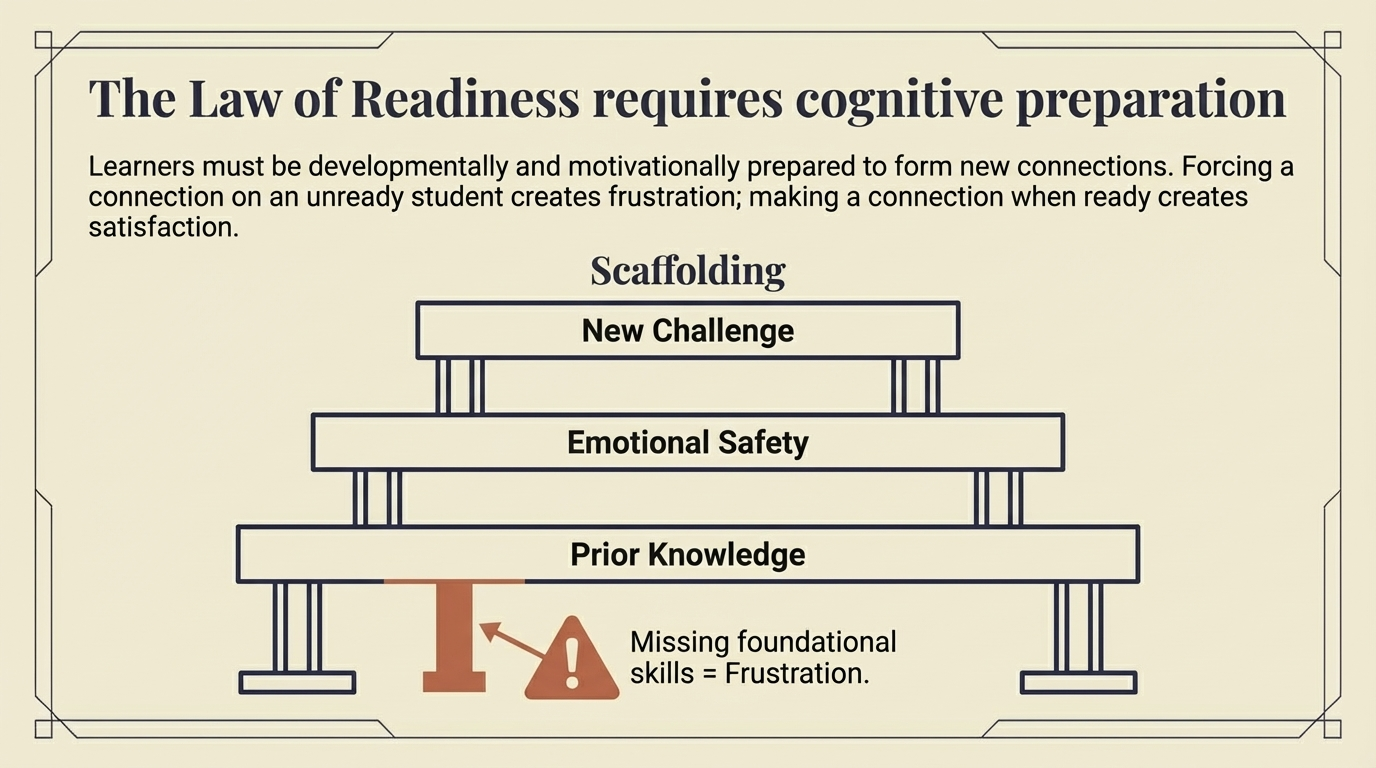 The Law of Readiness requires cognitive preparation
Learners must be developmentally and motivationally prepared to form new connections. Forcing a
connection on an unready student creates frustration; making a connection when ready creates
satisfaction.
Scaffolding
New Challenge
Emotional Safety
Prior Knowledge
Missing foundational
skills = Frustration.